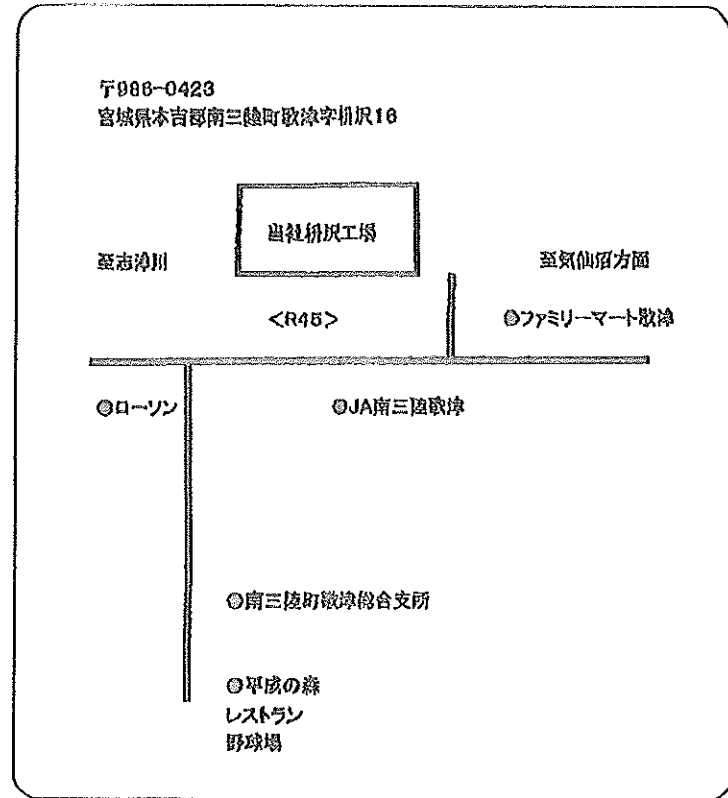 〒986-0423
宮城県本吉郡南三陸町歌津字枡沢16
当社枡沢工場
至志津川
至気仙沼方面
<R45>
◎ファミリーマート歌津
◎ローソン
◎JA南三陸歌津
◎南三陸町歌津総合支所
◎平成の森
レストラン
野球場